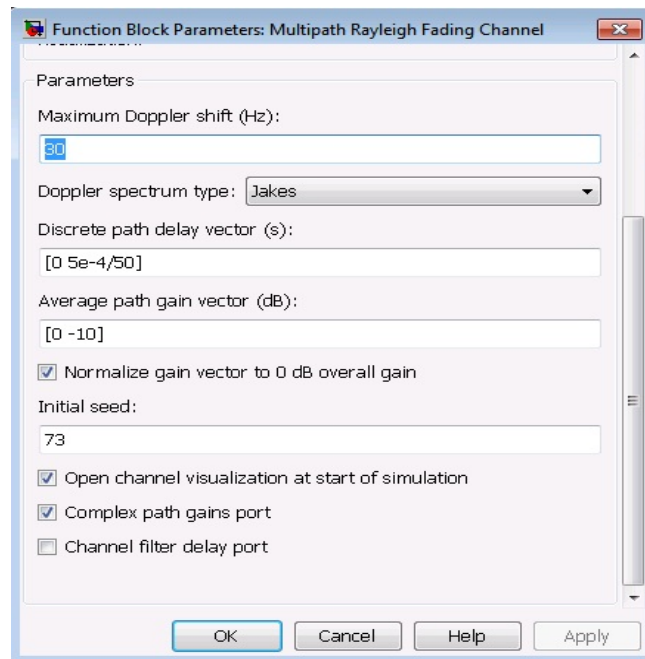 Function Block Parameters: Multipath Rayleigh Fading Channel
Parameters
Maximum Doppler shift (Hz):
30
Doppler spectrum type: Jakes
Discrete path delay vector (s):
[0 5e-4/50]
Average path gain vector (dB):
[0 -10]
Normalize gain vector to 0 dB overall gain
Initial seed:
73
Open channel visualization at start of simulation
Complex path gains port
Channel filter delay port
OK Cancel Help Apply